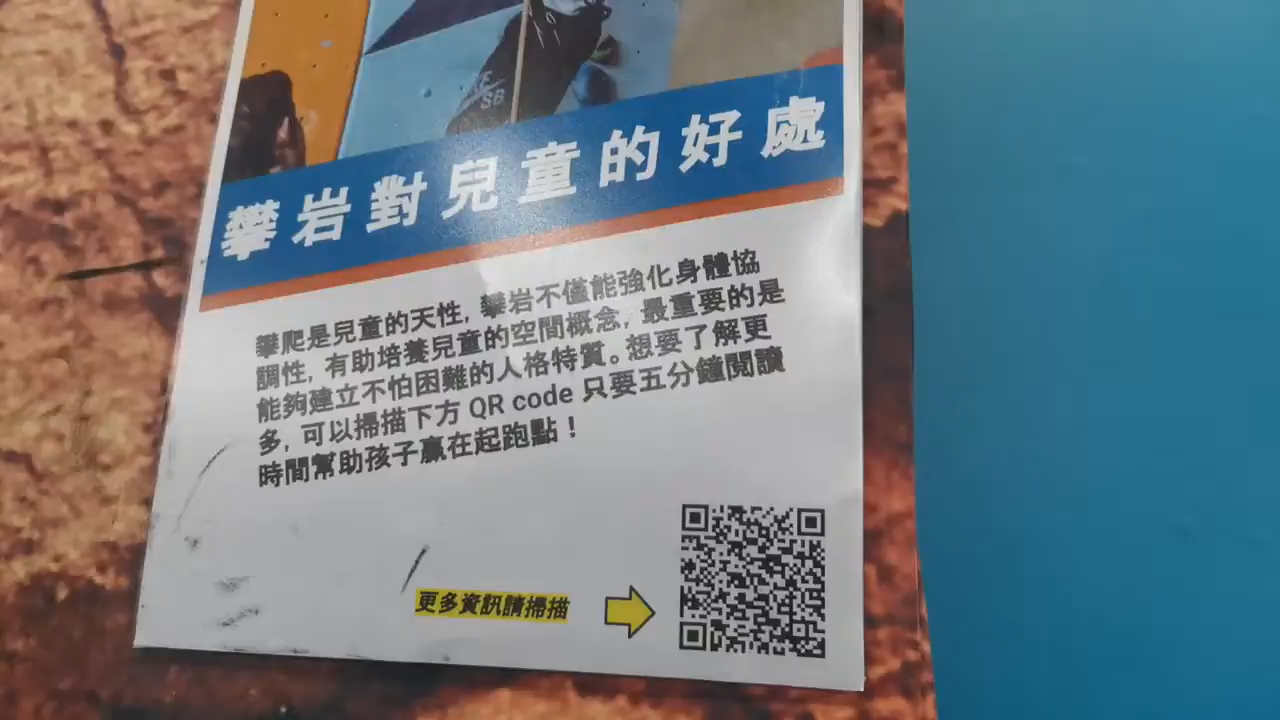 SB
攀岩對兒童的好處
攀爬是兒童的天性, 攀岩不僅能強化身體協
調性, 有助培養兒童的空間概念, 最重要的是
能夠建立不怕困難的人格特質。想要了解更
多, 可以掃描下方 QR code 只要五分鐘閱讀
時間幫助孩子贏在起跑點!
更多資訊請掃描